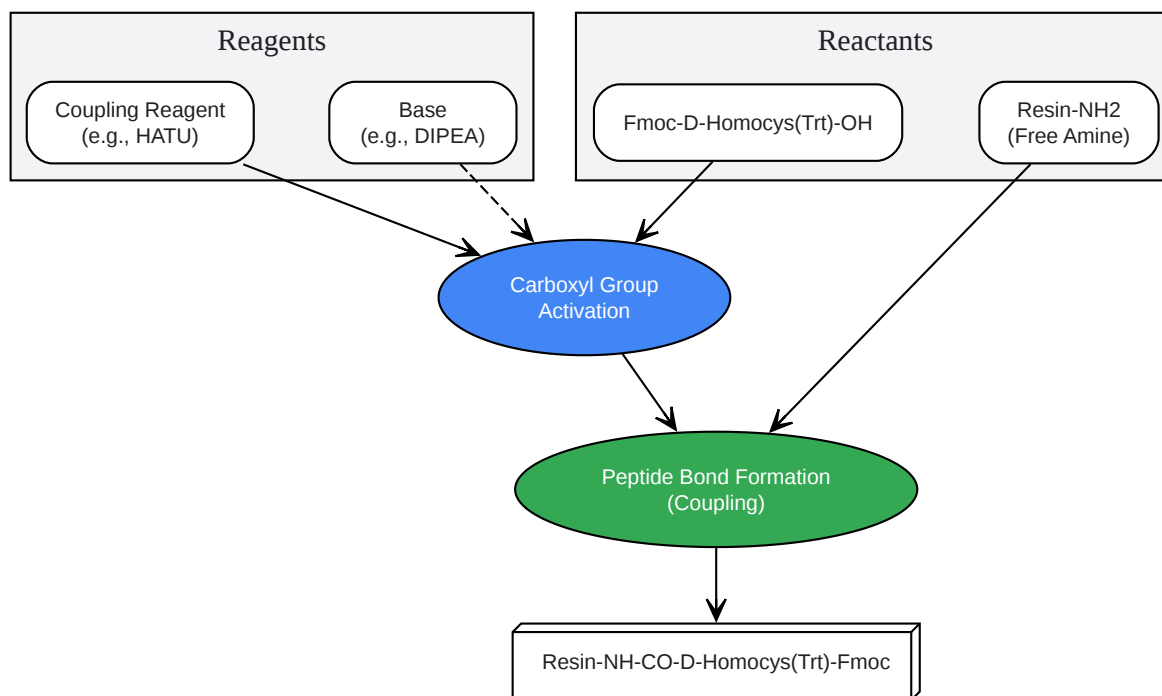 Reagents
Reactants
Coupling Reagent
(e.g., HATU)
Base
(e.g., DIPEA)
Fmoc-D-Homocys(Trt)-OH
Resin-NH2
(Free Amine)
Carboxyl Group
Activation
Peptide Bond Formation
(Coupling)
Resin-NH-CO-D-Homocys(Trt)-Fmoc